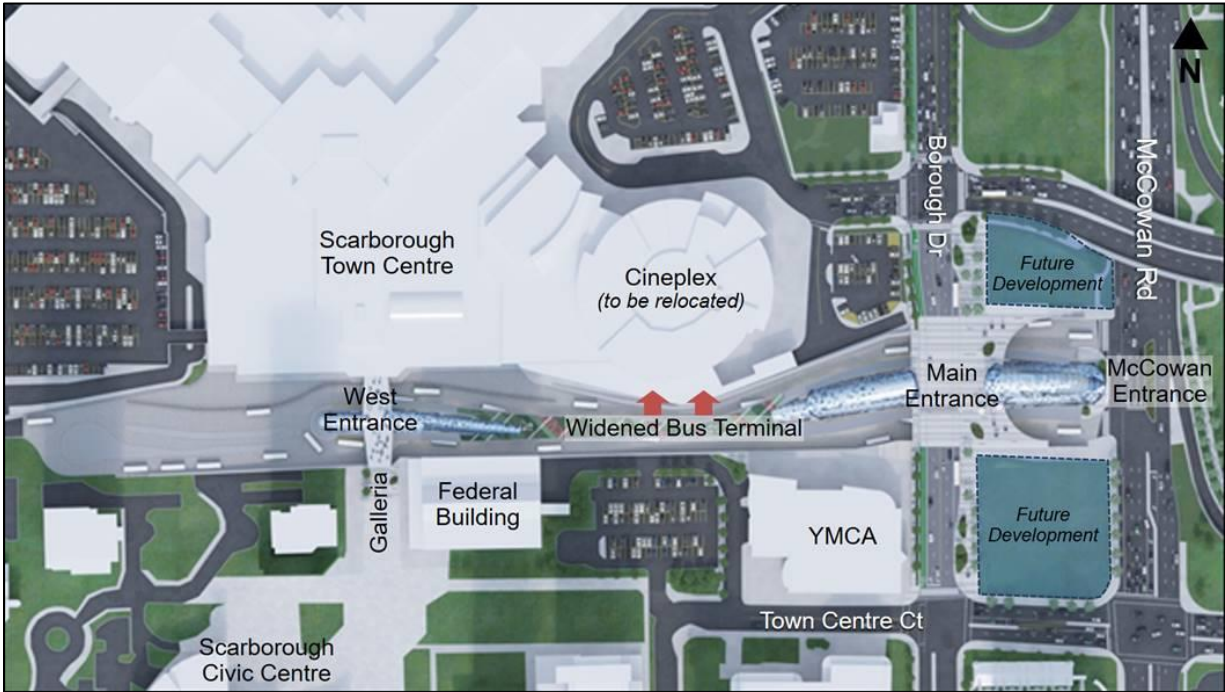 N
Borough Dr
McCowan Rd
Scarborough
Town Centre
Cineplex
(to be relocated)
Future
Development
West
Entrance
Main
Entrance
McCowan
Entrance
Widened Bus Terminal
Galleria
Federal
Building
YMCA
Future
Development
Town Centre Ct
Scarborough
Civic Centre